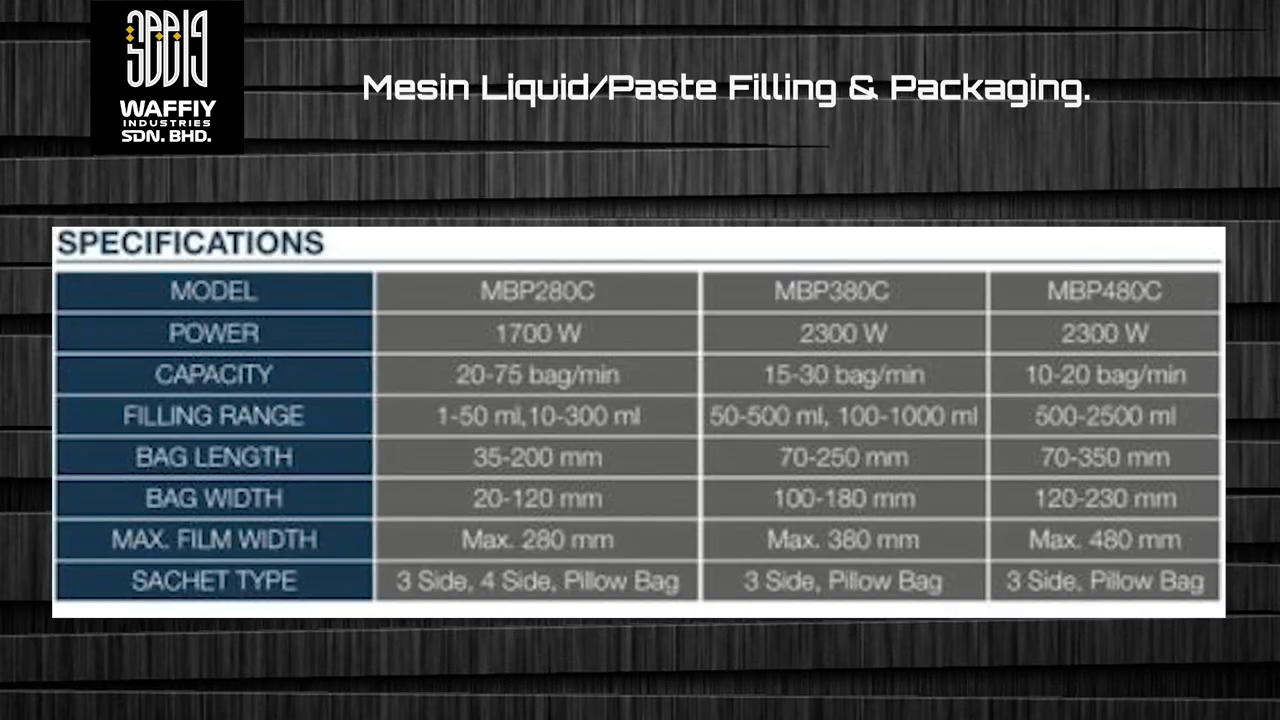 WAFFIY
INDUSTRIES
SDN. BHD.
Mesin Liquid/Paste Filling & Packaging.
SPECIFICATIONS
MODEL MBP280C MBP380C MBP480C
POWER 1700 W 2300 W 2300 W
CAPACITY 20-75 bag/min 15-30 bag/min 10-20 bag/min
FILLING RANGE 1-50 ml,10-300 ml 50-500 ml, 100-1000 ml 500-2500 ml
BAG LENGTH 35-200 mm 70-250 mm 70-350 mm
BAG WIDTH 20-120 mm 100-180 mm 120-230 mm
MAX. FILM WIDTH Max. 280 mm Max. 380 mm Max. 480 mm
SACHET TYPE 3 Side, 4 Side, Pillow Bag 3 Side, Pillow Bag 3 Side, Pillow Bag